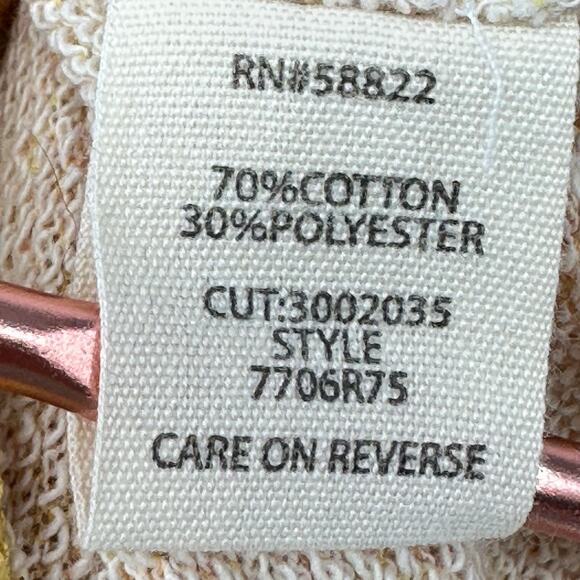 RN#58822
70%COTTON
30%POLYESTER
CUT:3002035
STYLE
7706R75
CARE ON REVERSE